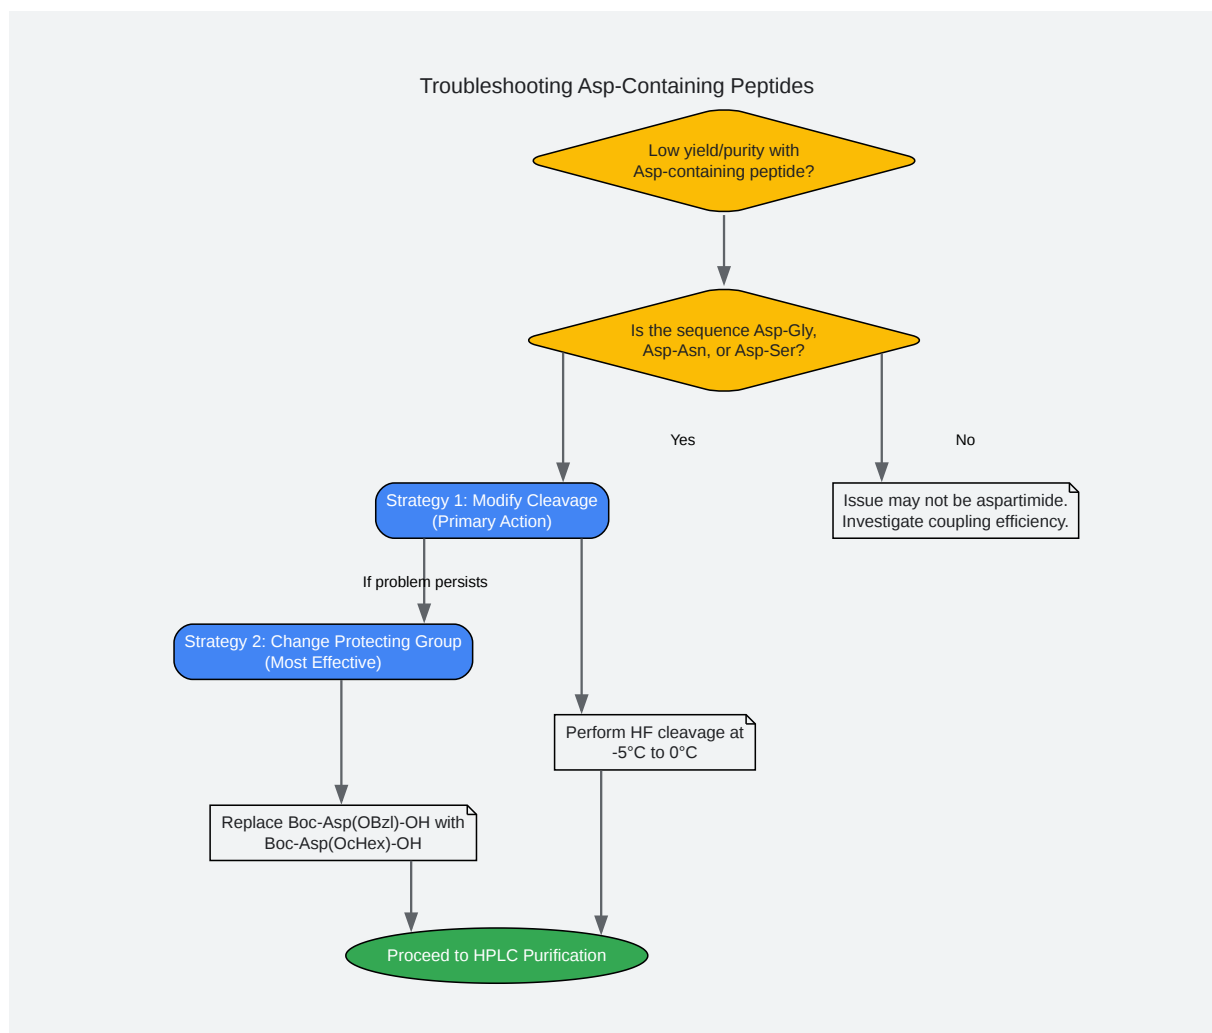 Troubleshooting Asp-Containing Peptides
Low yield/purity with
Asp-containing peptide?
Is the sequence Asp-Gly,
Asp-Asn, or Asp-Ser?
Yes
No
Strategy 1: Modify Cleavage
(Primary Action)
Issue may not be aspartimide.
Investigate coupling efficiency.
If problem persists
Strategy 2: Change Protecting Group
(Most Effective)
Perform HF cleavage at
-5°C to 0°C
Replace Boc-Asp(OBzl)-OH with
Boc-Asp(OcHex)-OH
Proceed to HPLC Purification